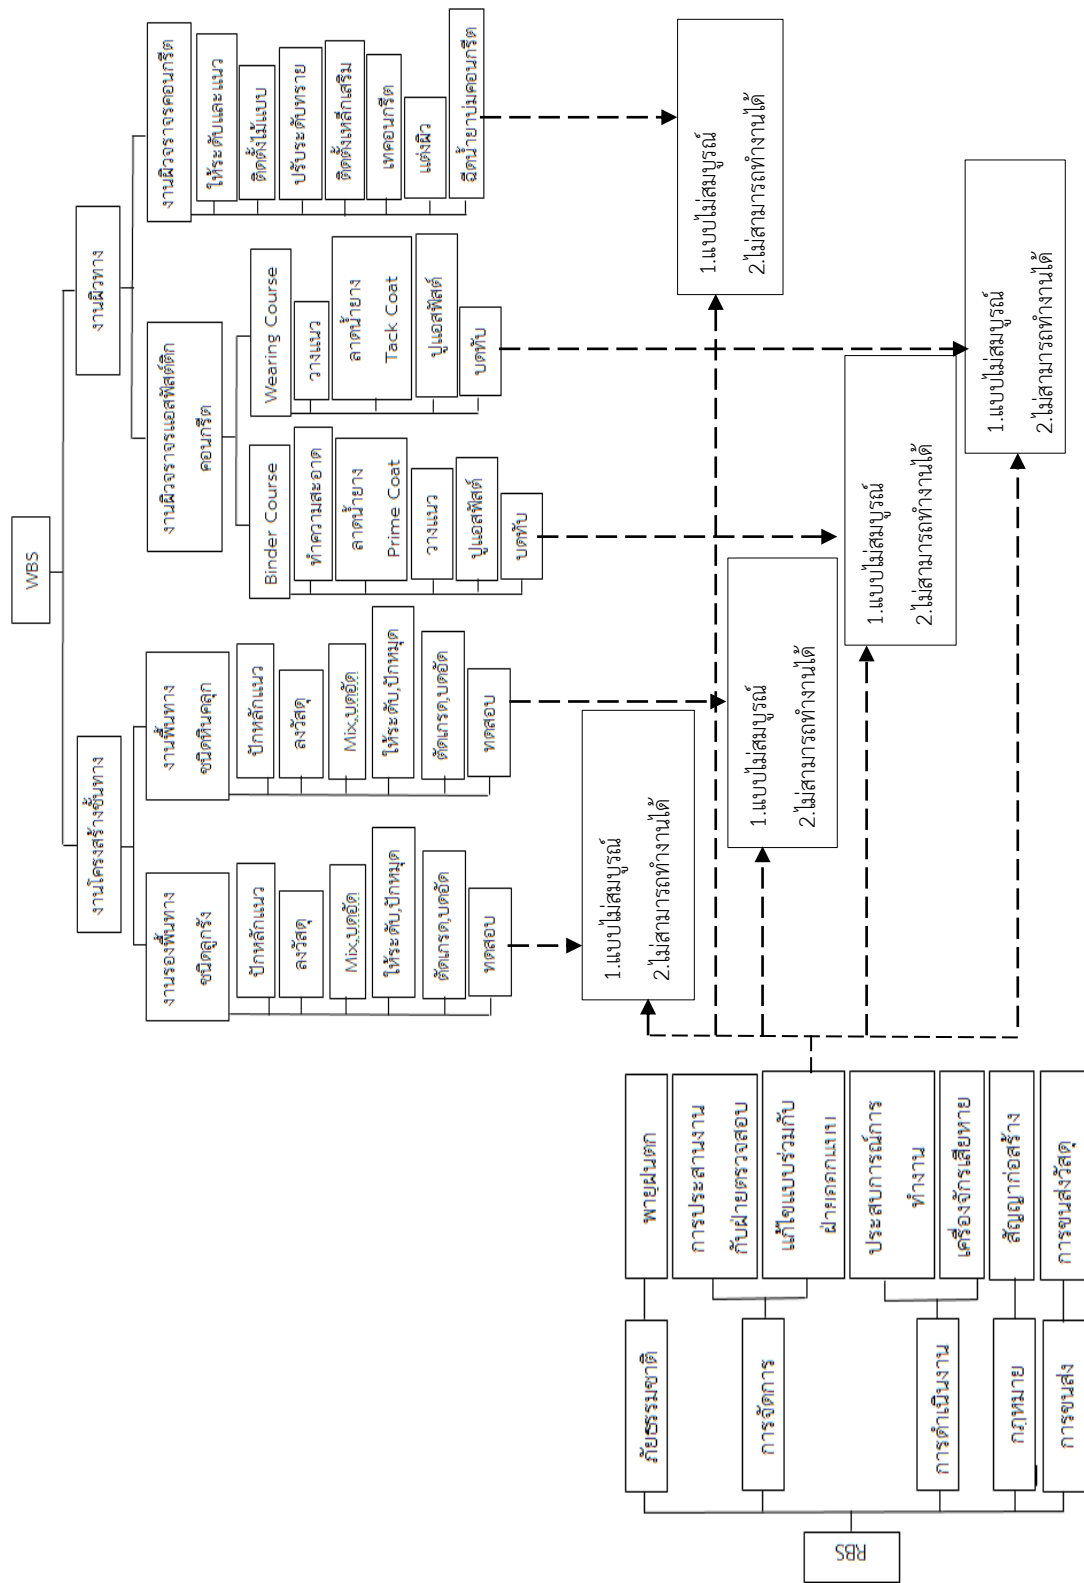 WBS
งานโครงสร้างชั้นทาง
งานผิวทาง
งานรองพื้นทาง
ชนิดลูกรัง
ปักหลักแนว
ลงวัสดุ
Mix,บดอัด
ให้ระดับ,ปักหมุด
ตัดเกรด,บดอัด
ทดสอบ
งานพื้นทาง
ชนิดหินคลุก
ปักหลักแนว
ลงวัสดุ
Mix,บดอัด
ให้ระดับ,ปักหมุด
ตัดเกรด,บดอัด
ทดสอบ
งานผิวจราจรแอสฟัลต์ติก
คอนกรีต
Binder Course
ทำความสะอาด
ลาดน้ำยาง
Prime Coat
วางแนว
ปูแอสฟัลต์
บดทับ
Wearing Course
วางแนว
ลาดน้ำยาง
Tack Coat
ปูแอสฟัลต์
บดทับ
งานผิวจราจรคอนกรีต
ให้ระดับและแนว
ติดตั้งไม้แบบ
ปรับระดับทราย
ติดตั้งเหล็กเสริม
เทคอนกรีต
แต่งผิว
ฉีดน้ำยาบ่มคอนกรีต
RBS
ภัยธรรมชาติ
พายุฝนตก
การจัดการ
การประสานงาน
กับฝ่ายตรวจสอบ
แก้ไขแบบร่วมกับ
ฝ่ายออกแบบ
การดำเนินงาน
ประสบการณ์การ
ทำงาน
เครื่องจักรเสียหาย
กฎหมาย
สัญญาก่อสร้าง
การขนส่ง
การขนส่งวัสดุ
1.แบบไม่สมบูรณ์
2.ไม่สามารถทำงานได้
1.แบบไม่สมบูรณ์
2.ไม่สามารถทำงานได้
1.แบบไม่สมบูรณ์
2.ไม่สามารถทำงานได้
1.แบบไม่สมบูรณ์
2.ไม่สามารถทำงานได้
1.แบบไม่สมบูรณ์
2.ไม่สามารถทำงานได้